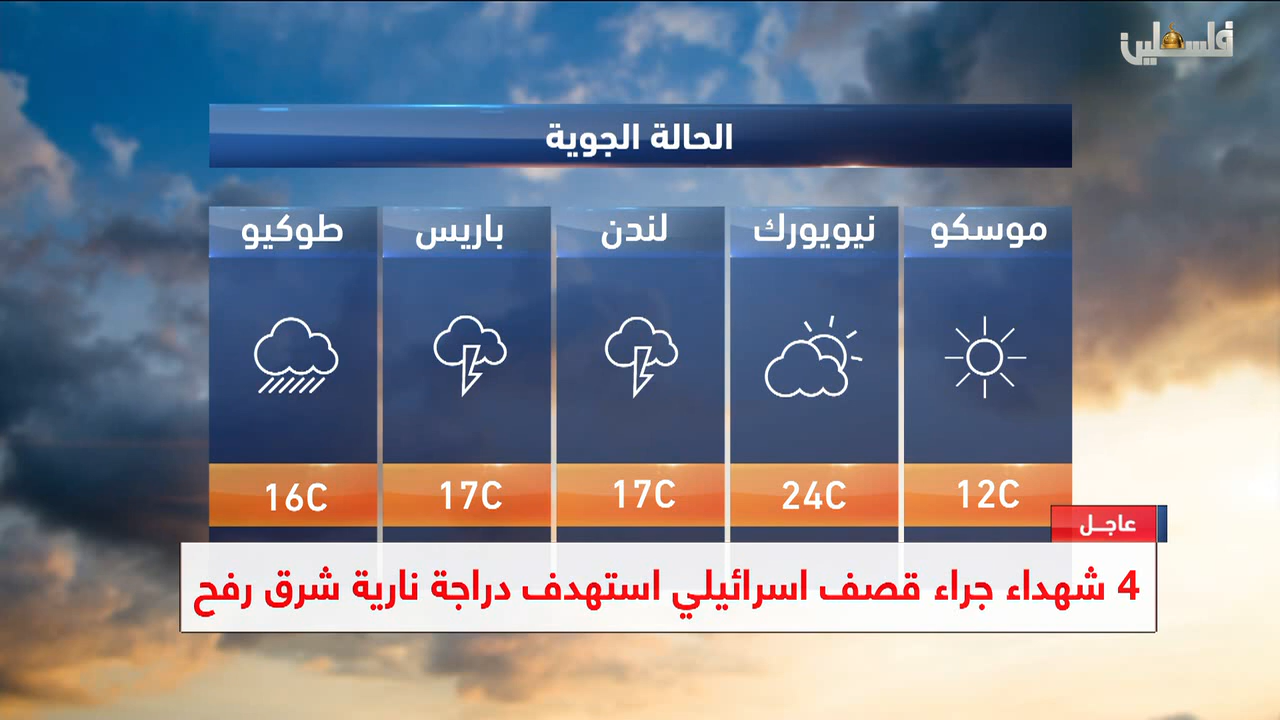 فلسطين
الحالة الجوية
موسكو
نيويورك
لندن
باريس
طوكيو
12C
24C
17C
17C
16C
عاجل
4 شهداء جراء قصف اسرائيلي استهدف دراجة نارية شرق رفح